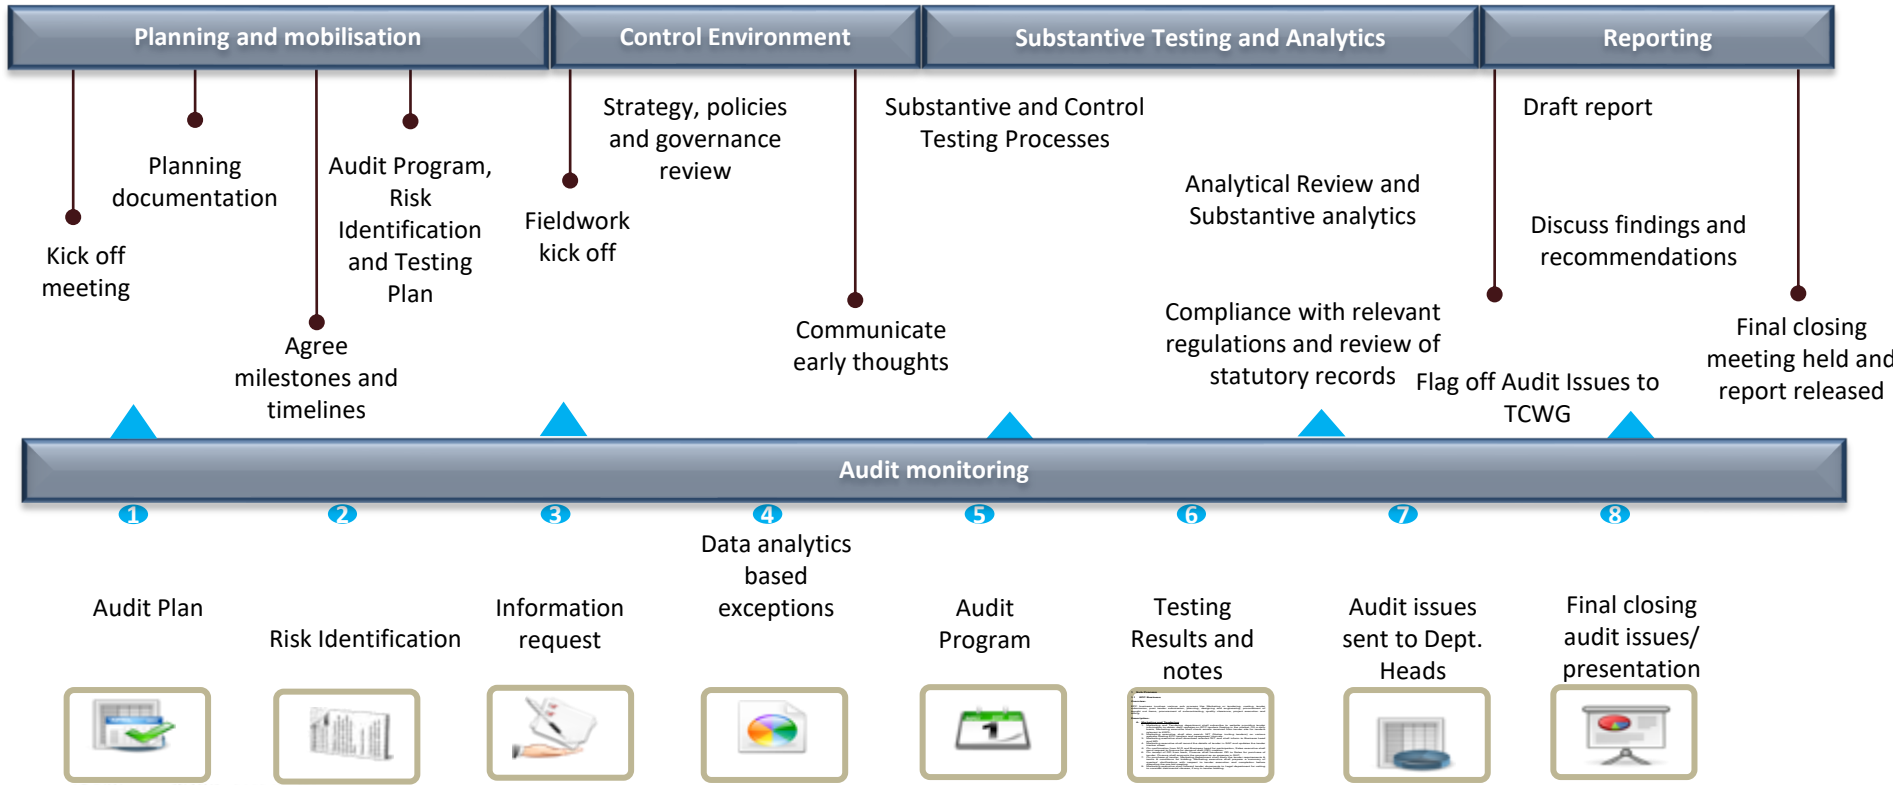 Planning and mobilisation
Control Environment
Substantive Testing and Analytics
Reporting
Kick off
meeting
Planning
documentation
Agree
milestones and
timelines
Audit Program,
Risk
Identification
and Testing
Plan
Fieldwork
kick off
Strategy, policies
and governance
review
Communicate
early thoughts
Substantive and Control
Testing Processes
Analytical Review and
Substantive analytics
Compliance with relevant
regulations and review of
statutory records
Draft report
Discuss findings and
recommendations
Flag off Audit Issues to
TCWG
Final closing
meeting held and
report released
Audit monitoring
1
2
3
4
5
6
7
8
Audit Plan
Risk Identification
Information
request
Data analytics
based
exceptions
Audit
Program
Testing
Results and
notes
Audit issues
sent to Dept.
Heads
Final closing
audit issues/
presentation
1